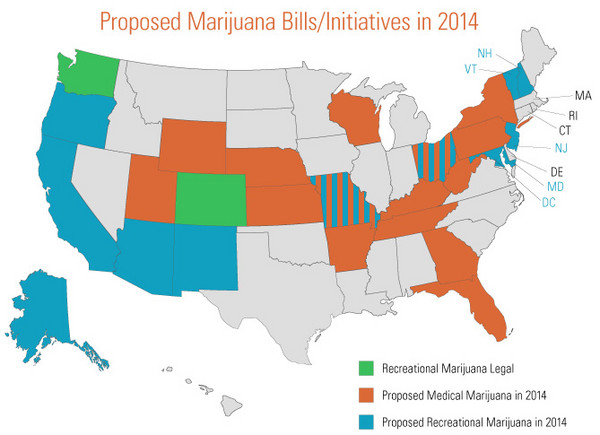 Proposed Marijuana Bills/Initiatives in 2014
NH
VT
MA
RI
CT
NJ
DE
MD
DC
Recreational Marijuana Legal
Proposed Medical Marijuana in 2014
Proposed Recreational Marijuana in 2014